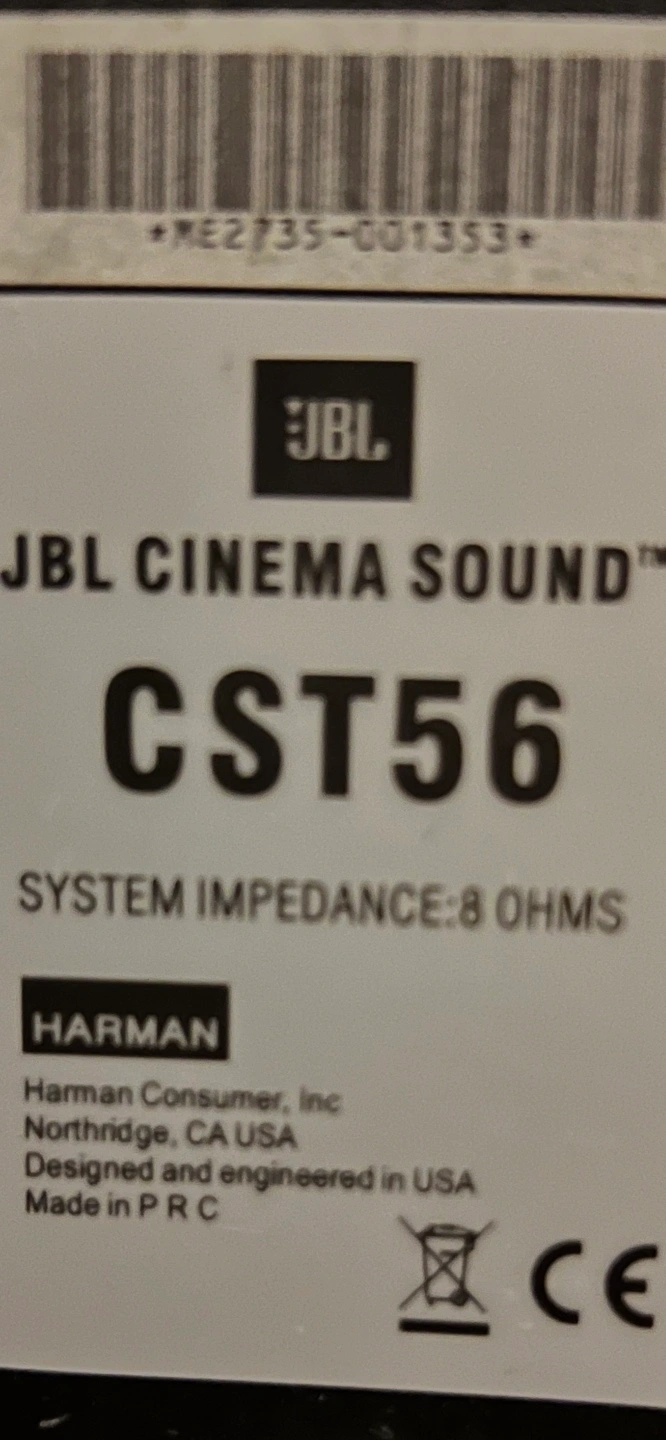 *ME2735-001353*
JBL
JBL CINEMA SOUND™
CST56
SYSTEM IMPEDANCE:8 OHMS
HARMAN
Harman Consumer, Inc
Northridge, CA USA
Designed and engineered in USA
Made in P R C
CE